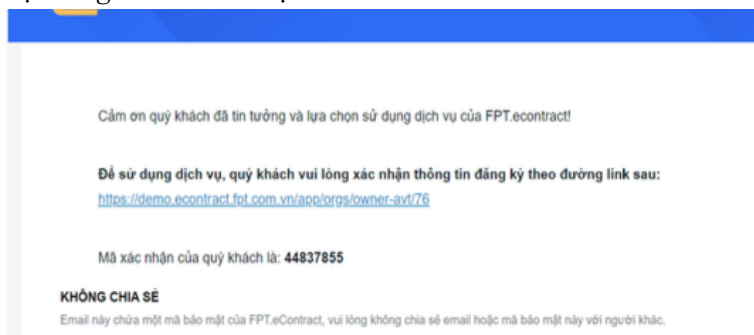 Cảm ơn quý khách đã tin tưởng và lựa chọn sử dụng dịch vụ của FPT.econtract!
Để sử dụng dịch vụ, quý khách vui lòng xác nhận thông tin đăng ký theo đường link sau:
https://demo.econtract.fpt.com.vn/app/orgs/owner-avt/76
Mã xác nhận của quý khách là: 44837855
KHÔNG CHIA SẺ
Email này chứa một mã bảo mật của FPT.eContract, vui lòng không chia sẻ email hoặc mã bảo mật này với người khác.